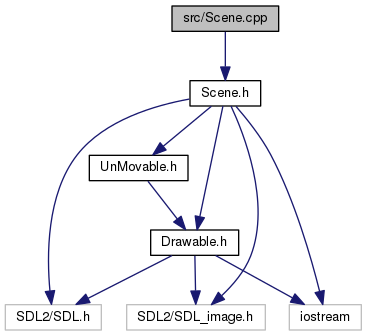 src/Scene.cpp
Scene.h
UnMovable.h
Drawable.h
SDL2/SDL.h
SDL2/SDL_image.h
iostream